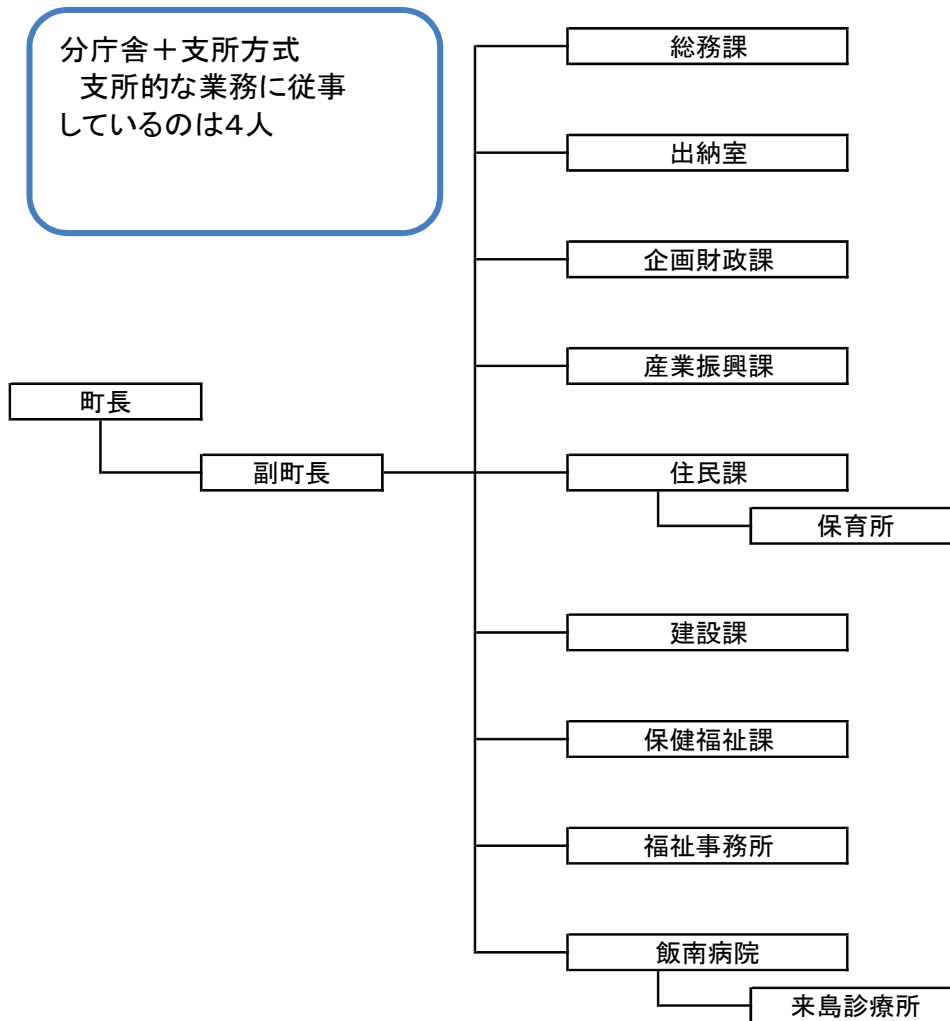 分庁舎＋支所方式
支所的な業務に従事
しているのは４人
総務課
出納室
企画財政課
産業振興課
町長
副町長
住民課
保育所
建設課
保健福祉課
福祉事務所
飯南病院
来島診療所